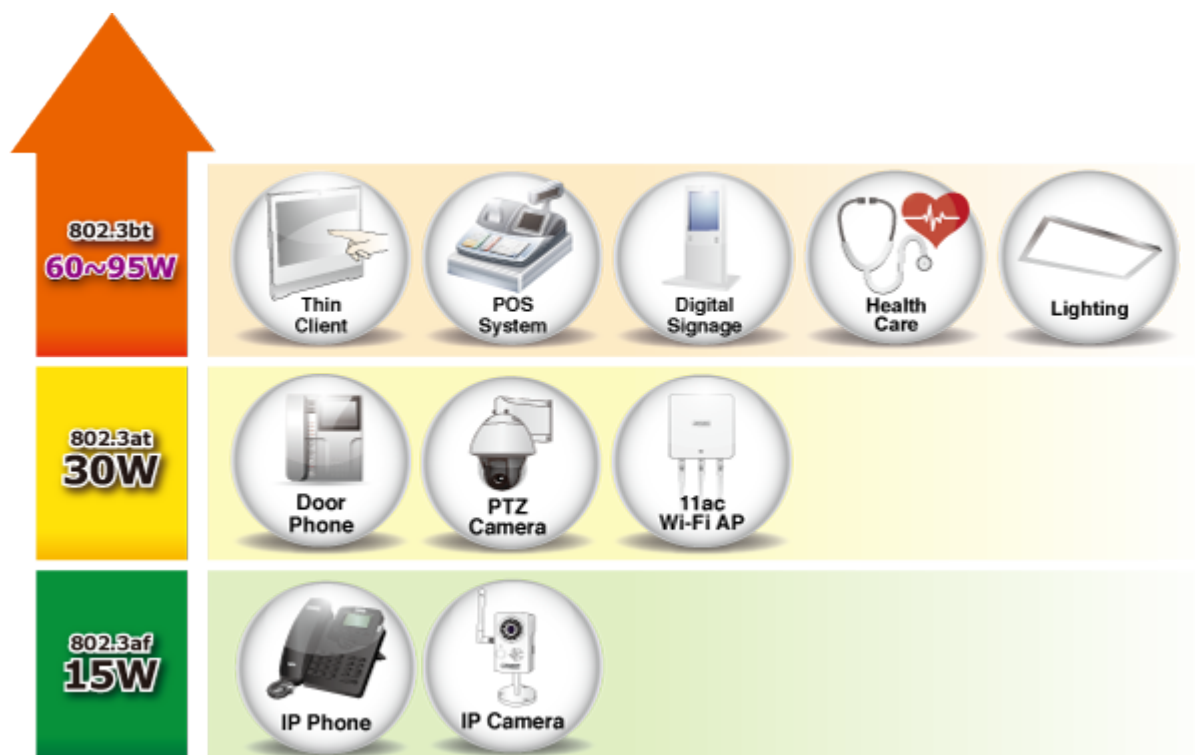 802.3bt
60~95W
Thin
Client
POS
System
Digital
Signage
Health
Care
Lighting
802.3at
30W
Door
Phone
PTZ
Camera
11ac
Wi-Fi AP
802.3af
15W
IP Phone
IP Camera